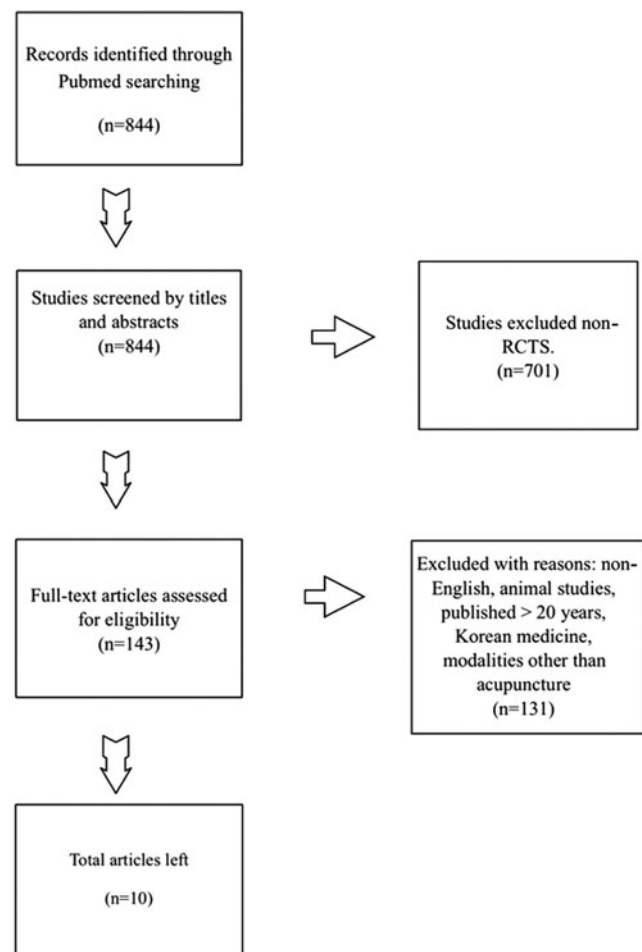 Records identified through
Pubmed searching
(n=844)
Studies screened by titles
and abstracts
(n=844)
Studies excluded non-
RCTS.
(n=701)
Full-text articles assessed
for eligibility
(n=143)
Excluded with reasons: non-
English, animal studies,
published > 20 years,
Korean medicine,
modalities other than
acupuncture
(n=131)
Total articles left
(n=10)